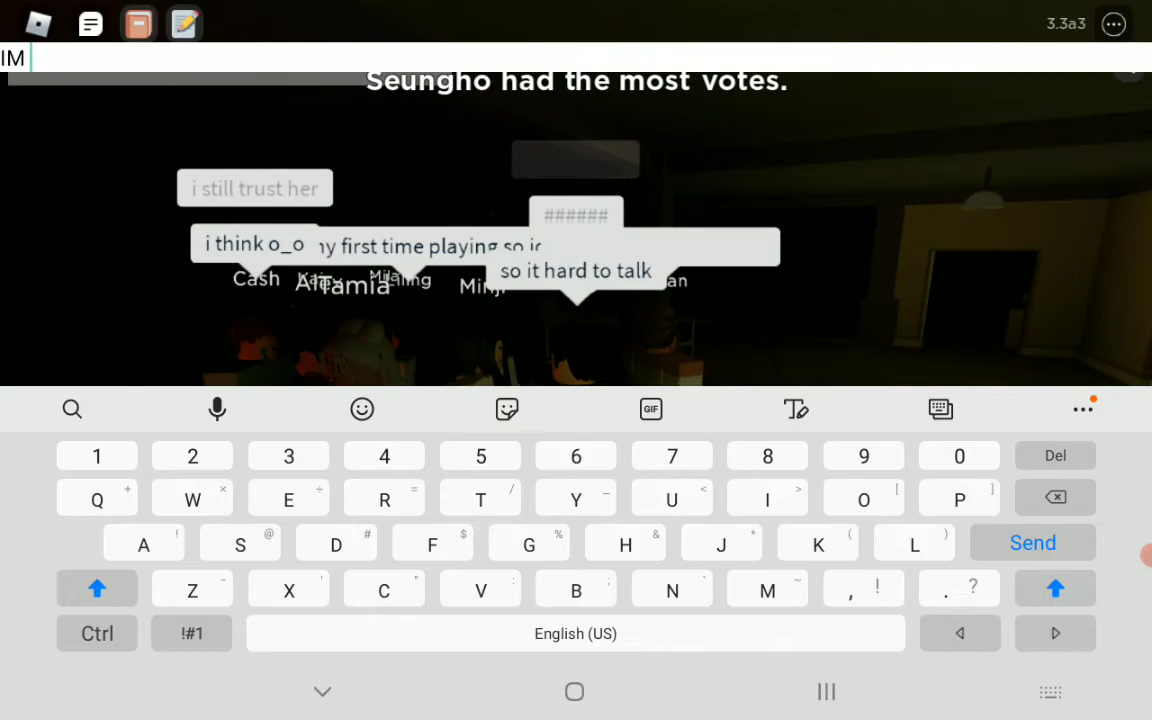 3.3a3
IM
Seungho had the most votes.
i still trust her
######
i think o_o
first time playing so
so it hard to talk
Cash
Tamia
GIF
1 2 3 4 5 6 7 8 9 0 Del
Q + W × E ÷ R = T / Y _ U < I > O [ P ]
A ! S @ D # F $ G % H & J * K ( L ) Send
Z - X ' C " V : B ; N ` M ~ , ! . ?
Ctrl !#1 English (US)